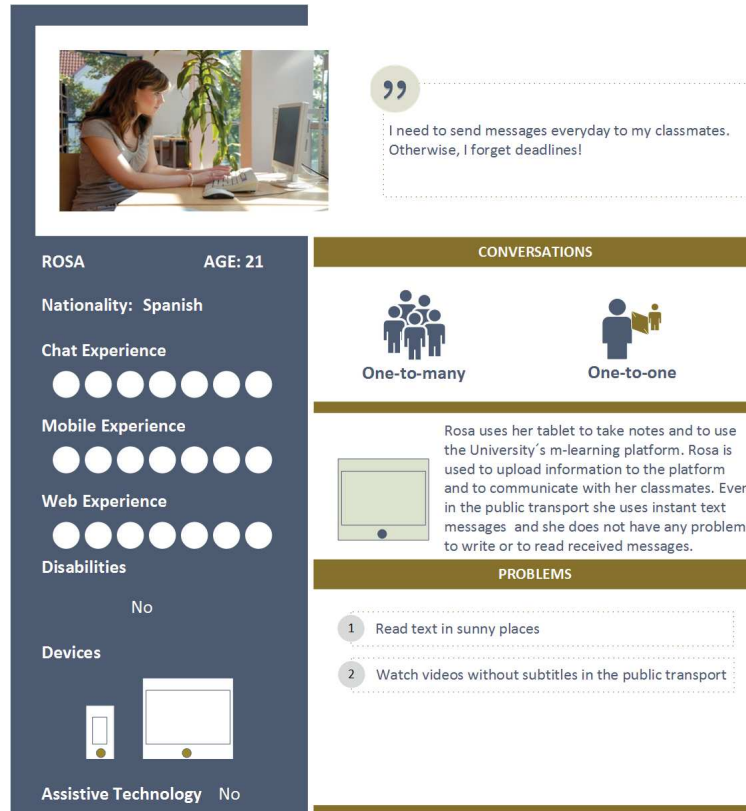 ”
I need to send messages everyday to my classmates.
Otherwise, I forget deadlines!
ROSA AGE: 21
Nationality: Spanish
Chat Experience
Mobile Experience
Web Experience
Disabilities
No
Devices
Assistive Technology No
CONVERSATIONS
One-to-many One-to-one
Rosa uses her tablet to take notes and to use
the University´s m-learning platform. Rosa is
used to upload information to the platform
and to communicate with her classmates. Even
in the public transport she uses instant text
messages and she does not have any problem
to write or to read received messages.
PROBLEMS
1 Read text in sunny places
2 Watch videos without subtitles in the public transport